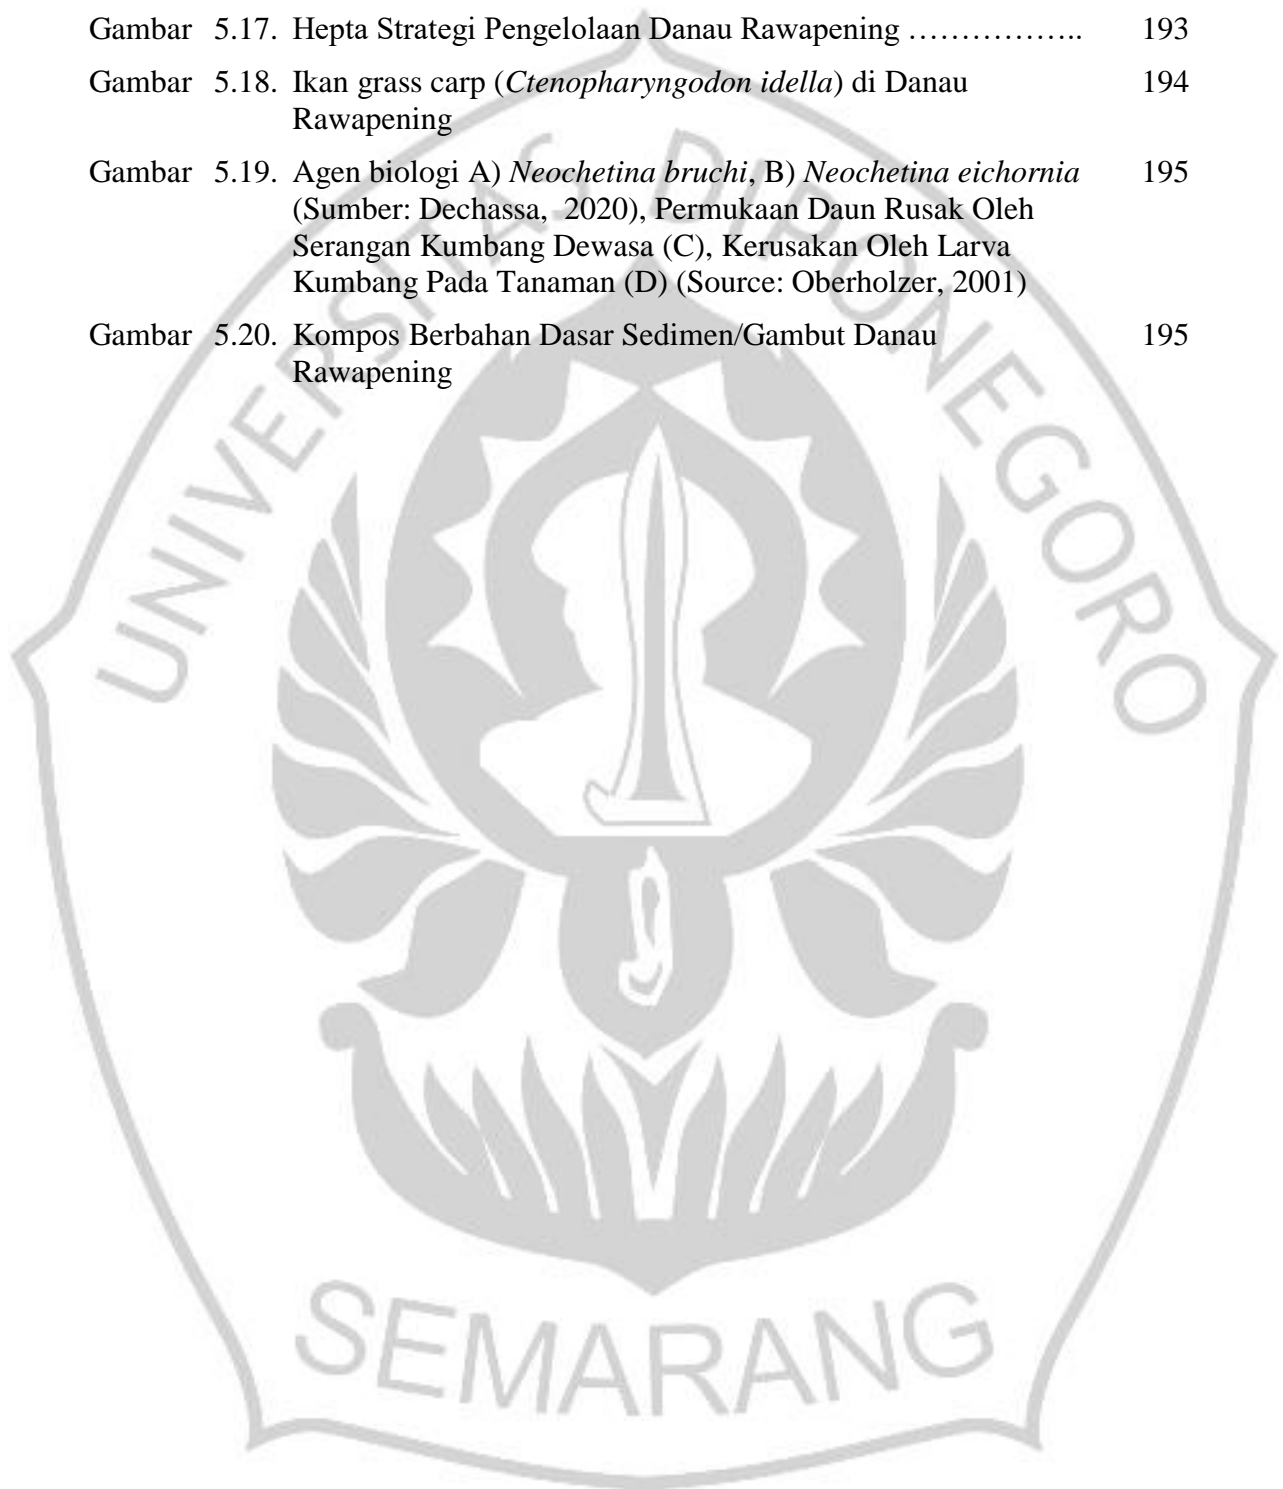 Gambar 5.17. Hepta Strategi Pengelolaan Danau Rawapening …………….. 193
Gambar 5.18. Ikan grass carp (Ctenopharyngodon idella) di Danau 194
Rawapening
Gambar 5.19. Agen biologi A) Neochetina bruchi, B) Neochetina eichornia 195
(Sumber: Dechassa, 2020), Permukaan Daun Rusak Oleh
Serangan Kumbang Dewasa (C), Kerusakan Oleh Larva
Kumbang Pada Tanaman (D) (Source: Oberholzer, 2001)
Gambar 5.20. Kompos Berbahan Dasar Sedimen/Gambut Danau 195
Rawapening
UNIVERSITAS DIPONEGORO
SEMARANG